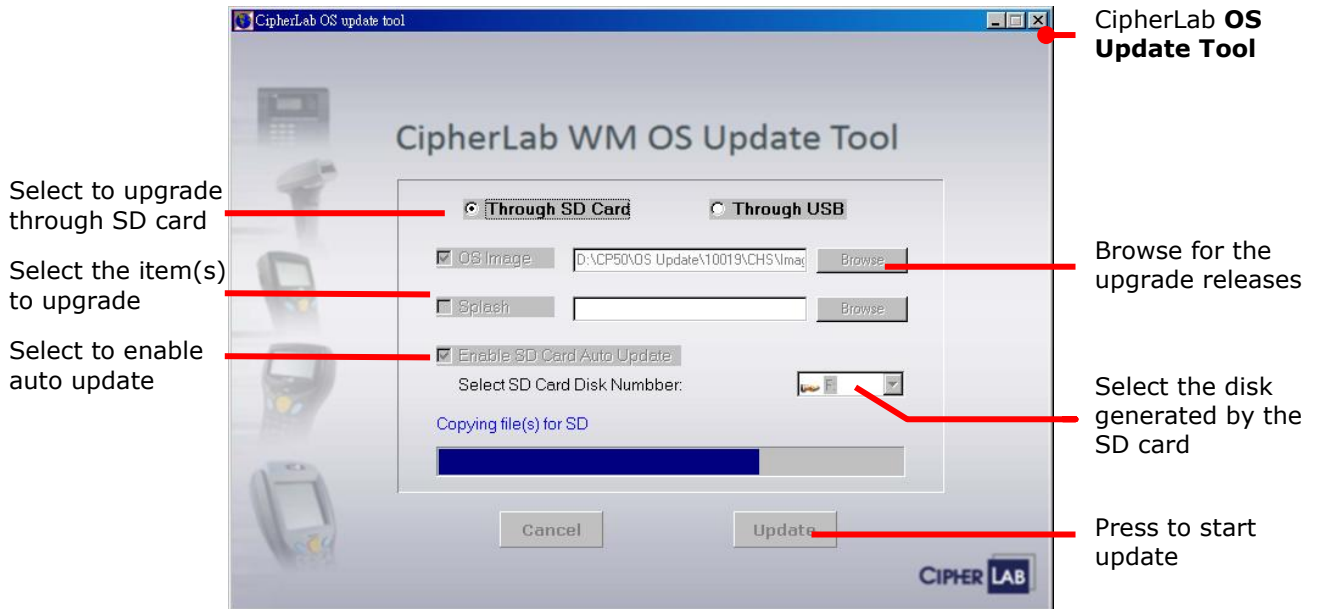 CipherLab OS update tool
CipherLab OS
Update Tool
CipherLab WM OS Update Tool
Select to upgrade
through SD card
Through SD Card
Through USB
Select the item(s)
to upgrade
OS Image
D:\CP50\OS Update\10019\CHS\Imag
Browse
Browse for the
upgrade releases
Splash
Browse
Select to enable
auto update
Enable SD Card Auto Update
Select SD Card Disk Numbber:
F:
Select the disk
generated by the
SD card
Copying file(s) for SD
Cancel
Update
Press to start
update
CIPHER LAB